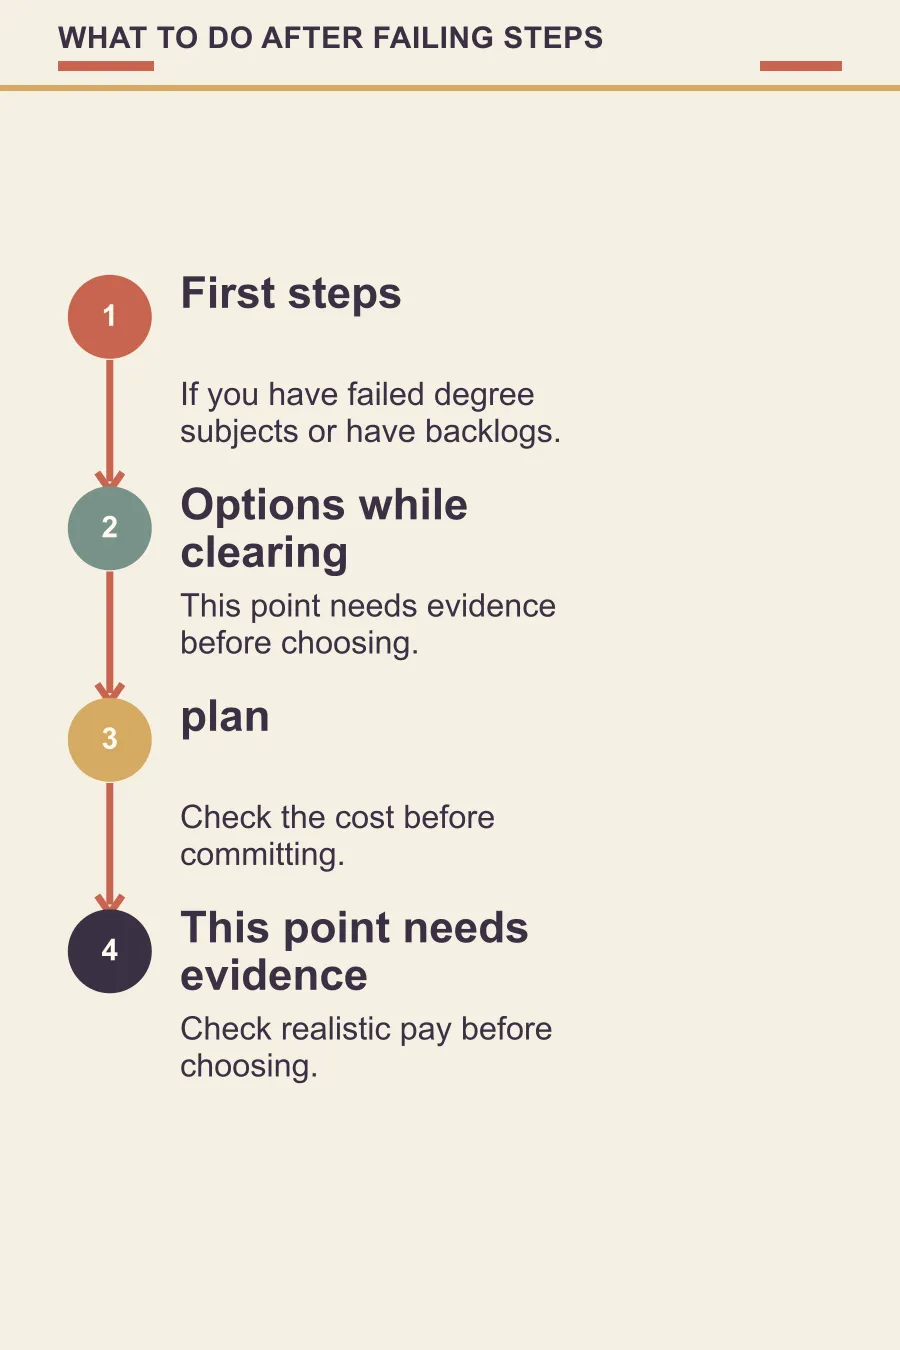 WHAT TO DO AFTER FAILING STEPS
1
First steps
If you have failed degree
subjects or have backlogs.
2
Options while
clearing
This point needs evidence
before choosing.
3
plan
Check the cost before
committing.
4
This point needs
evidence
Check realistic pay before
choosing.